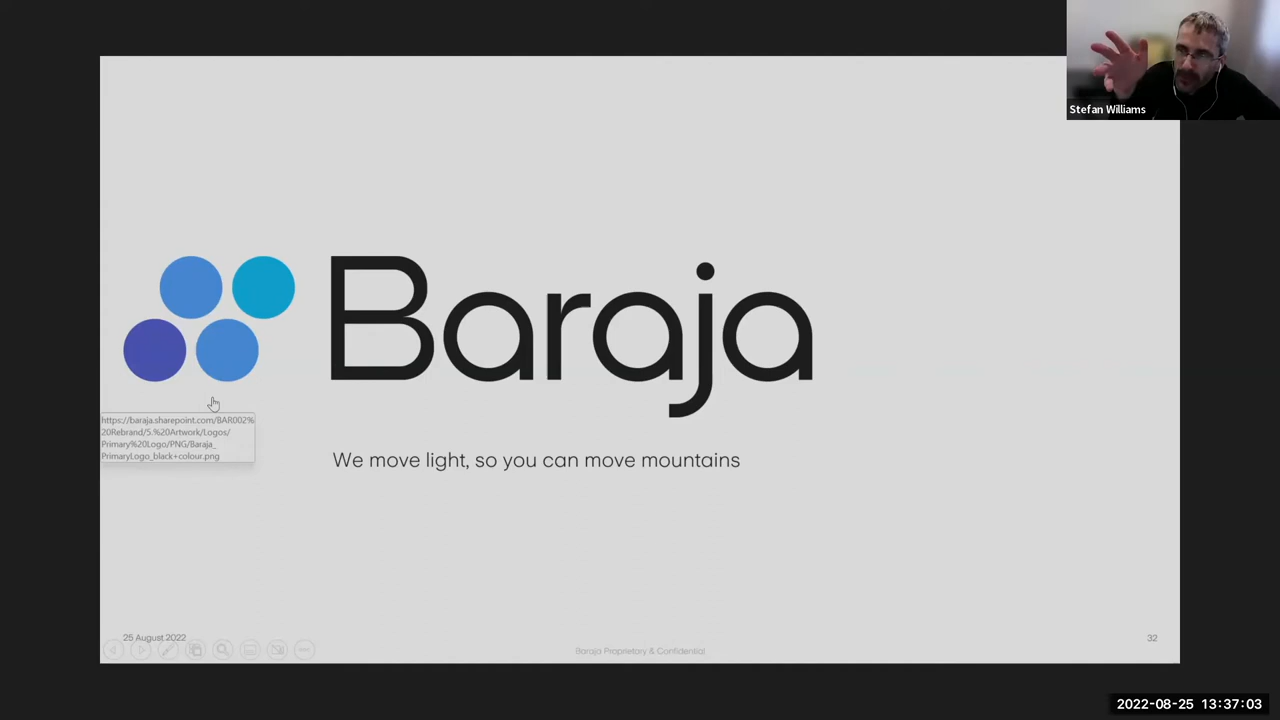 Stefan Williams
Baraja
https://baraja.sharepoint.com/BAR002%
20Rebrand/5.%20Artwork/Logos/
Primary%20Logo/PNG/Baraja_
PrimaryLogo_black+colour.png
We move light, so you can move mountains
25 August 2022
32
Baraja Proprietary & Confidential
2022-08-25 13:37:03